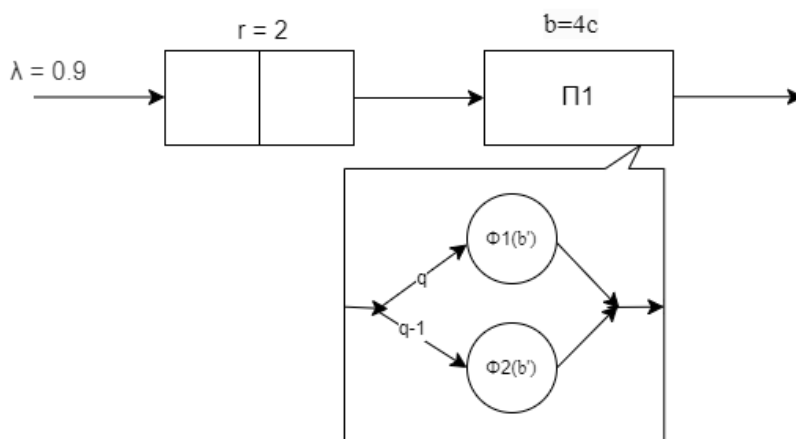 r = 2
b=4c
λ = 0.9
П1
Ф1(b')
q
q-1
Ф2(b')